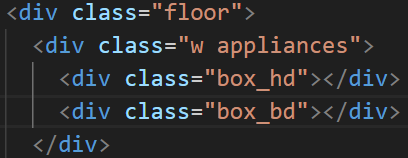 <div class="floor">
<div class="w appliances">
<div class="box_hd"></div>
<div class="box_bd"></div>
</div>